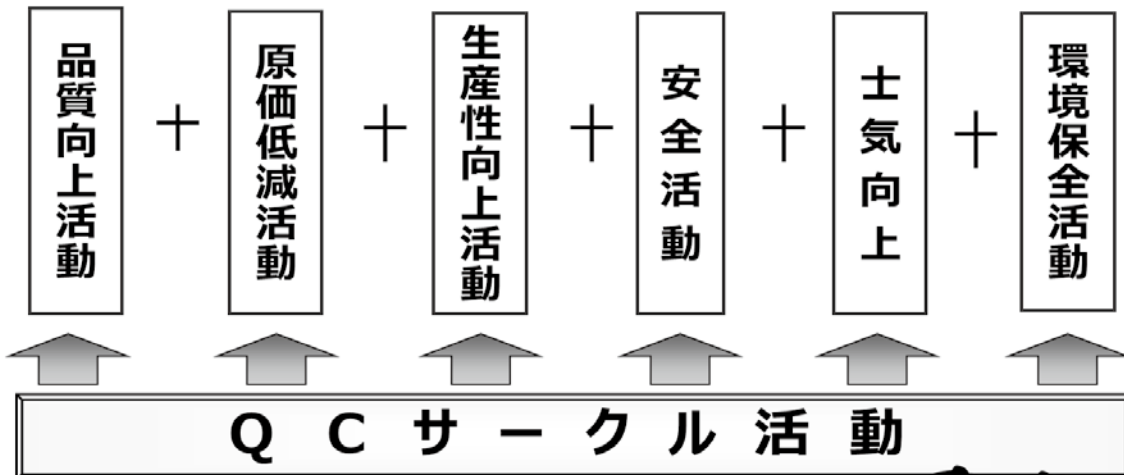 品質向上活動
＋
原価低減活動
＋
生産性向上活動
＋
安全活動
＋
士気向上
＋
環境保全活動
ＱＣサークル活動